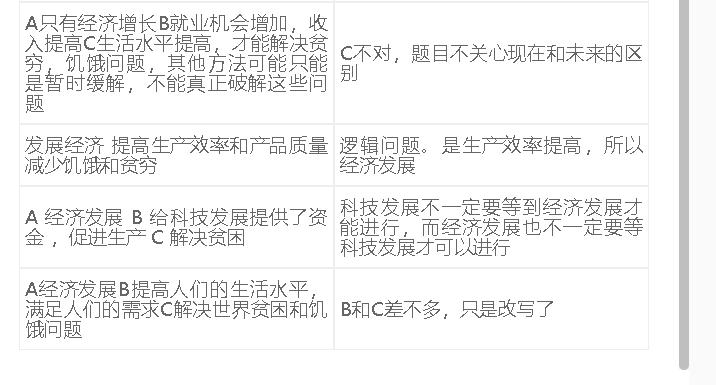 A只有经济增长B就业机会增加，收
入提高C生活水平提高，才能解决贫
穷，饥饿问题，其他方法可能只能
是暂时缓解，不能真正破解这些问
题
C不对，题目不关心现在和未来的区
别
发展经济 提高生产效率和产品质量
减少饥饿和贫穷
逻辑问题。是生产效率提高，所以
经济发展
A 经济发展 B 给科技发展提供了资
金，促进生产 C 解决贫困
科技发展不一定要等到经济发展才
能进行，而经济发展也不一定要等
科技发展才可以进行
A经济发展B提高人们的生活水平，
满足人们的需求C解决世界贫困和饥
饿问题
B和C差不多，只是改写了